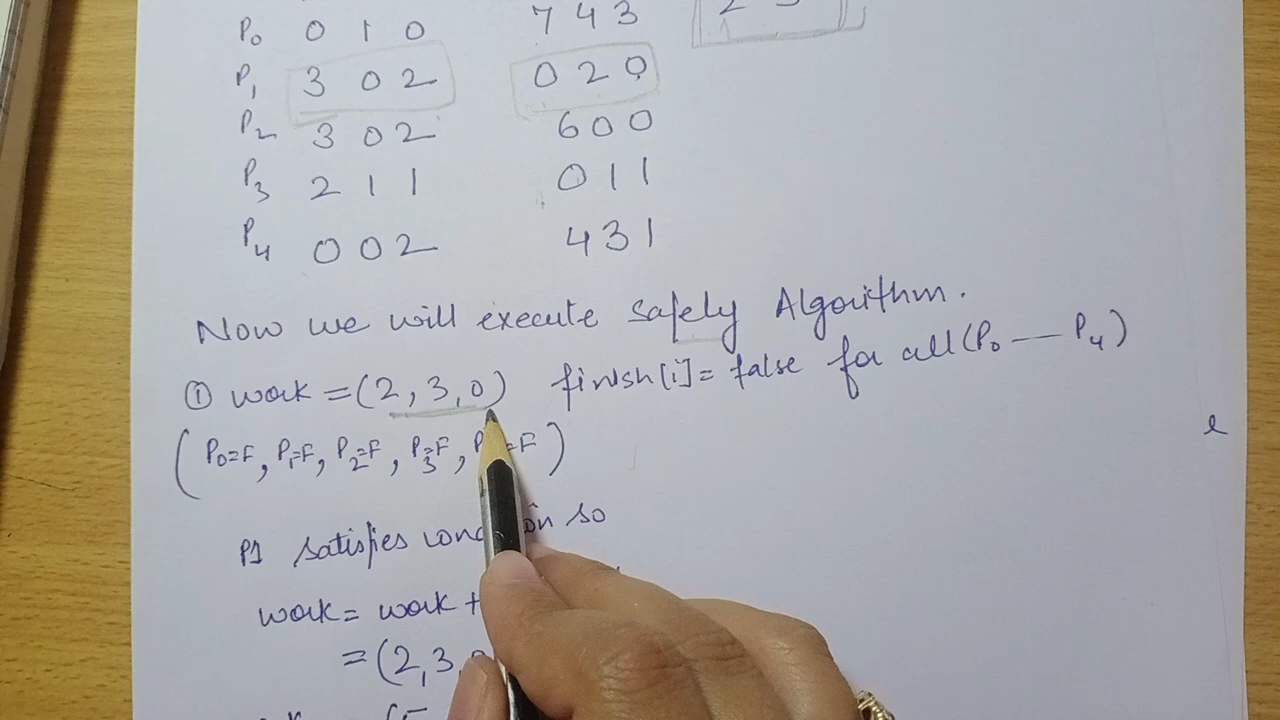 P0 0 1 0 7 4 3 2
P1 3 0 2 0 2 0
P2 3 0 2 6 0 0
P3 2 1 1 0 1 1
P4 0 0 2 4 3 1
Now we will execute safely Algorithm.
① work = (2, 3, 0) finish[i] = false for all (P0 — P4)
(P0=F, P1=F, P2=F, P3=F, P =F)
P1 satisfies so
work = work +
= (2, 3,